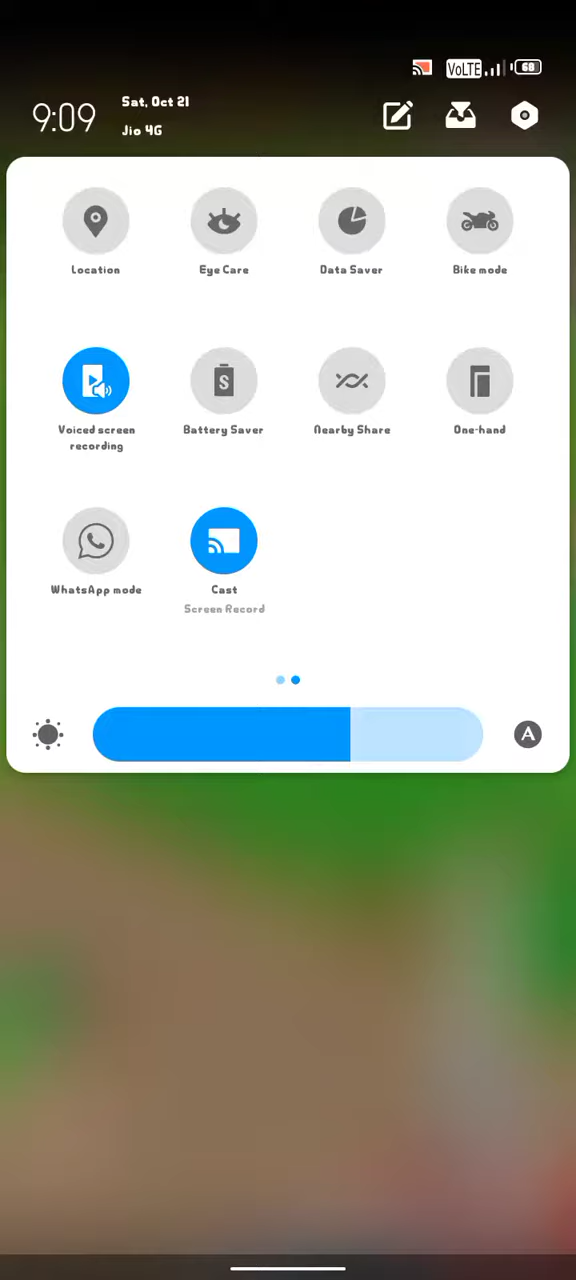 VoLTE
68
9:09
Sat, Oct 21
Jio 4G
Location
Eye Care
Data Saver
Bike mode
Voiced screen
recording
S
Battery Saver
Nearby Share
One-hand
WhatsApp mode
Cast
Screen Record
A